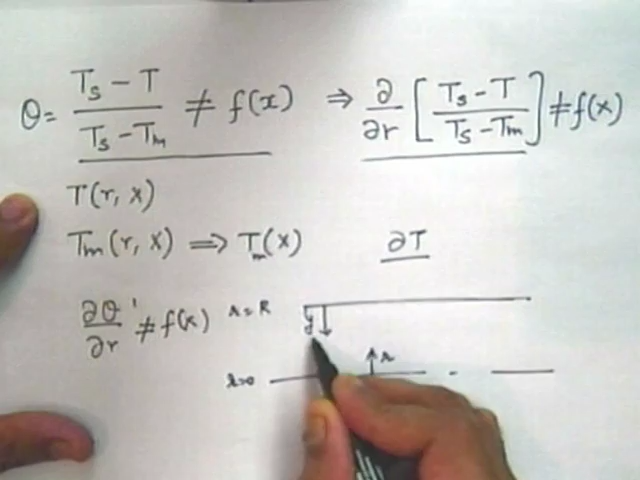 θ = (Ts - T) / (Ts - Tm) ≠ f(x) ⇒ ∂/∂r [ (Ts - T) / (Ts - Tm) ] ≠ f(x)
T(r, x)
Tm(r, x) ⇒ Tm(x) ∂T
∂θ/∂r ≠ f(x) r = R
y
r
r=0